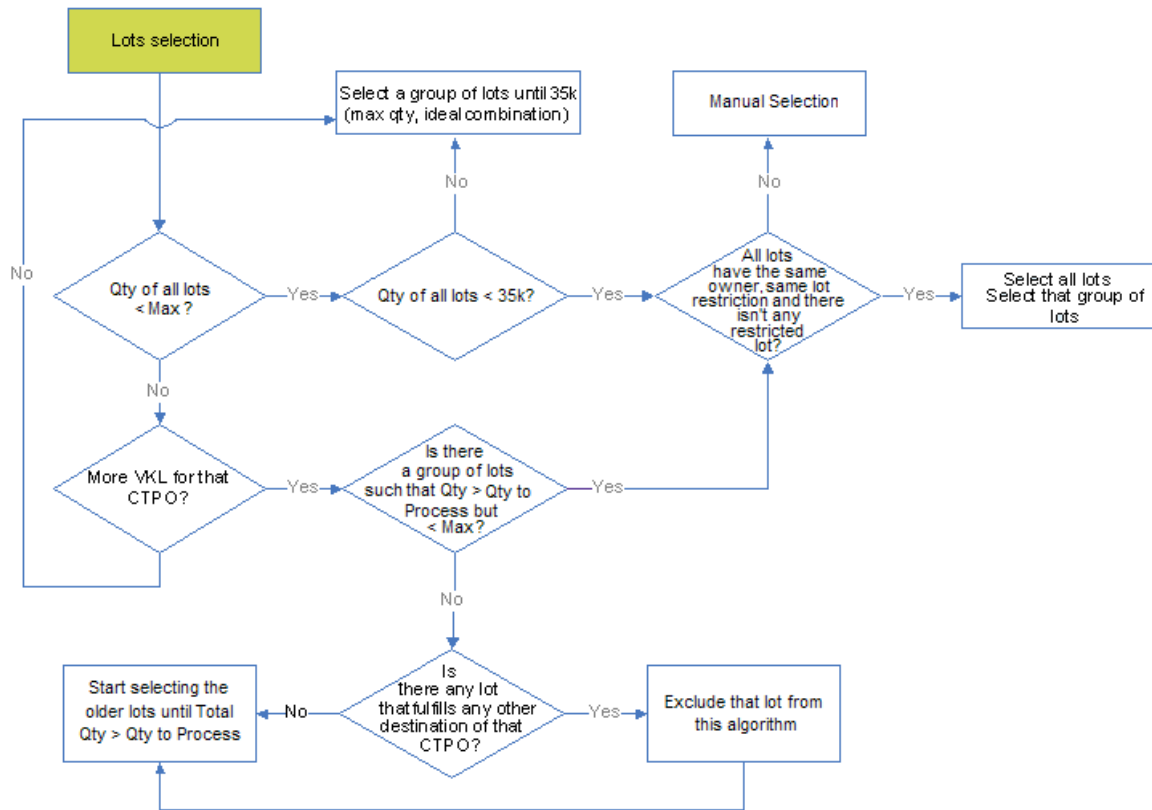 Lots selection
Select a group of lots until 35k
(max qty, ideal combination)
Manual Selection
No
No
No
Qty of all lots
< Max ?
Yes
Qty of all lots < 35k?
Yes
All lots
have the same
owner, same lot
restriction and there
isn't any
restricted
lot?
Yes
Select all lots
Select that group of
lots
No
More VKL for that
CTPO?
Yes
Is there
a group of lots
such that Qty > Qty to
Process but
< Max?
Yes
No
Start selecting the
older lots until Total
Qty > Qty to Process
No
Is
there any lot
that fulfills any other
destination of that
CTPO?
Yes
Exclude that lot from
this algorithm